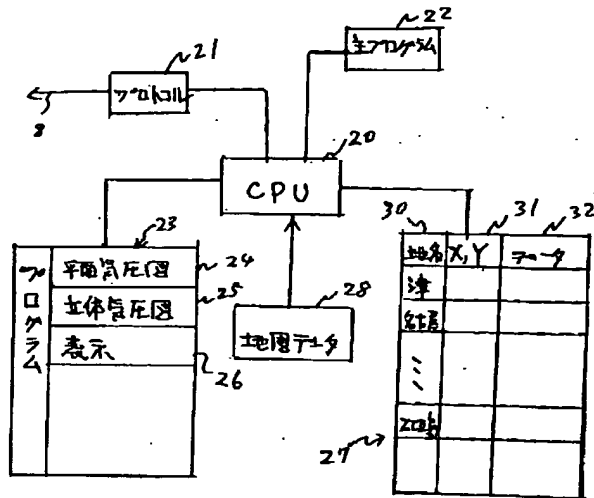 22
主プログラム
21
プロトコル
8
20
CPU
23
プログラム
平面気圧図
24
立体気圧図
25
表示
26
28
地図データ
30
31
32
地名
X,Y
データ
津
27